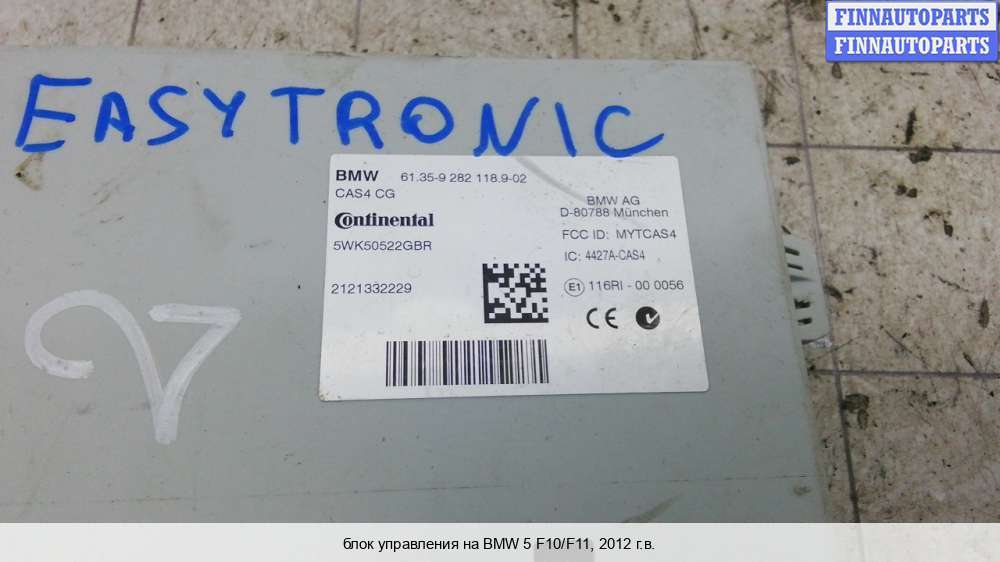 FINNAUTOPARTS
FINNAUTOPARTS
EASYTRONIC
BMW 61.35-9 282 118.9-02
CAS4 CG
Continental
5WK50522GBR
2121332229
BMW AG
D-80788 München
FCC ID: MYTCAS4
IC: 4427A-CAS4
E1 116RI - 00 0056
CE
блок управления на BMW 5 F10/F11, 2012 г.в.